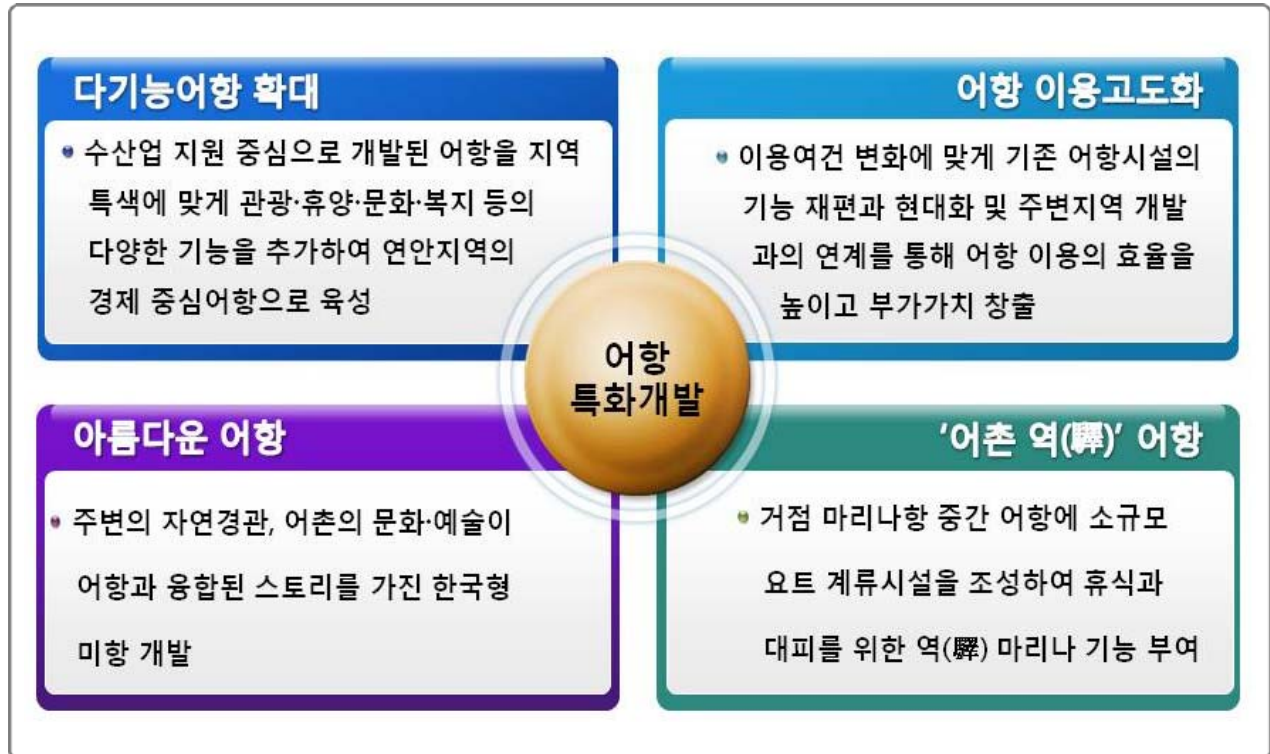 다기능어항 확대
• 수산업 지원 중심으로 개발된 어항을 지역
특색에 맞게 관광·휴양·문화·복지 등의
다양한 기능을 추가하여 연안지역의
경제 중심어항으로 육성
어항 이용고도화
• 이용여건 변화에 맞게 기존 어항시설의
기능 재편과 현대화 및 주변지역 개발
과의 연계를 통해 어항 이용의 효율을
높이고 부가가치 창출
어항
특화개발
아름다운 어항
• 주변의 자연경관, 어촌의 문화·예술이
어항과 융합된 스토리를 가진 한국형
미항 개발
'어촌 역(驛)' 어항
• 거점 마리나항 중간 어항에 소규모
요트 계류시설을 조성하여 휴식과
대피를 위한 역(驛) 마리나 기능 부여